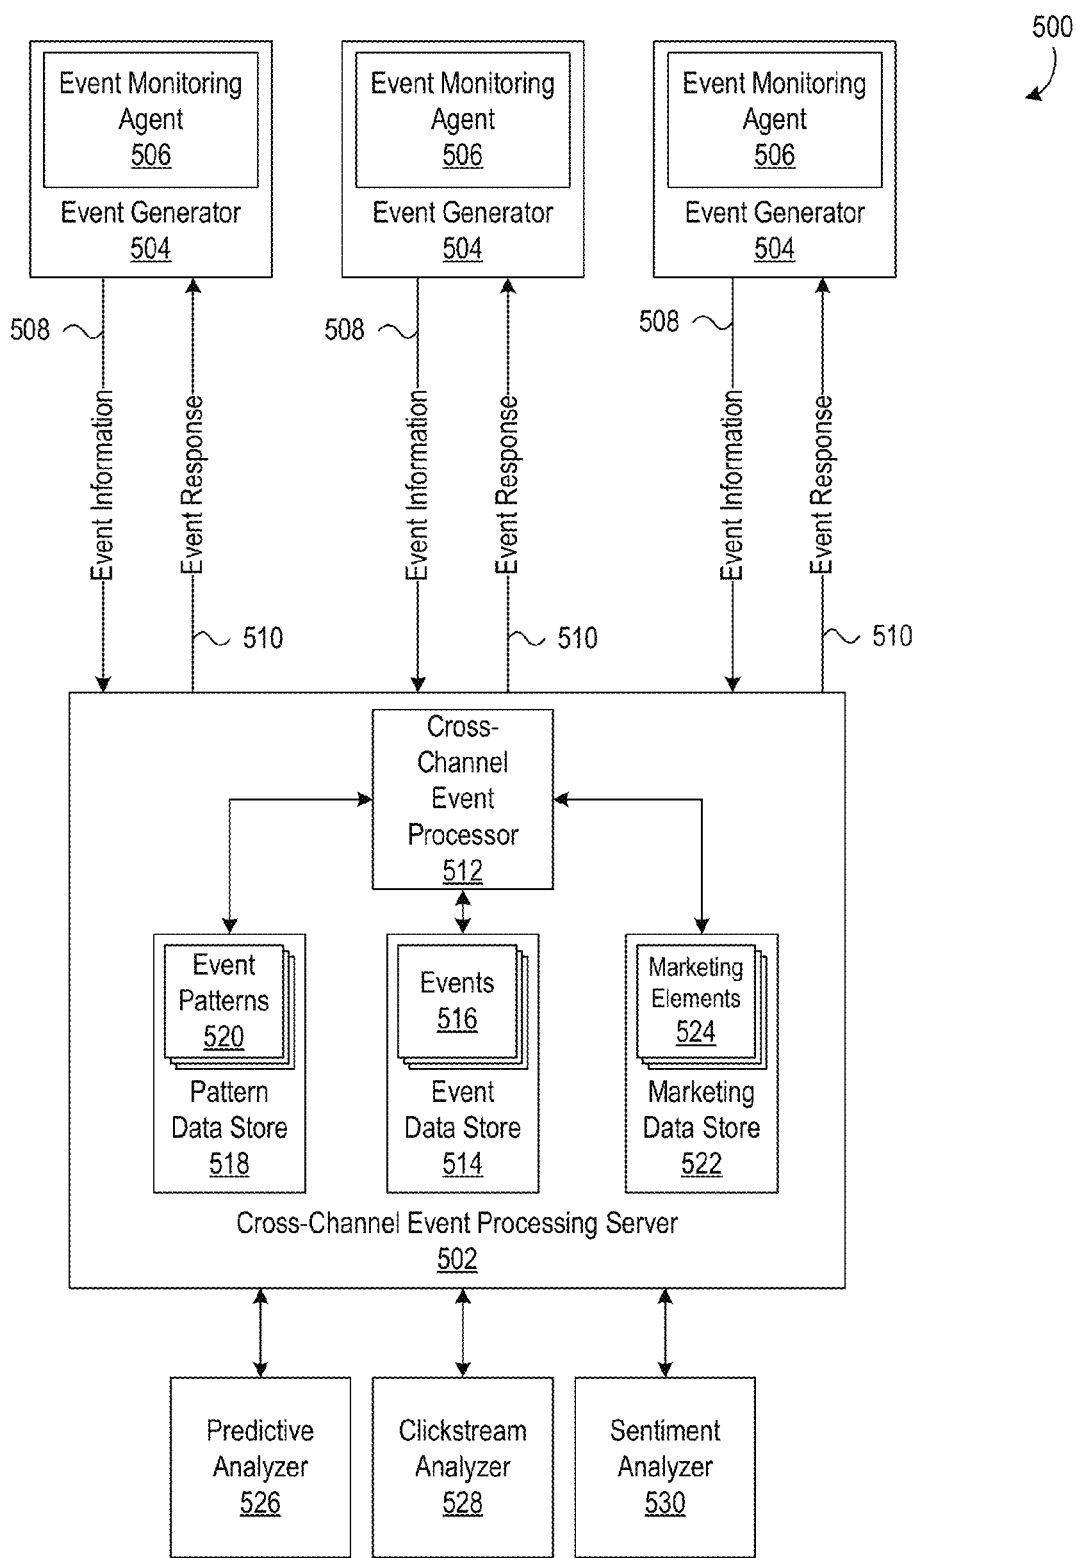 500
Event Monitoring
Agent
506
Event Generator
504
Event Monitoring
Agent
506
Event Generator
504
Event Monitoring
Agent
506
Event Generator
504
508
Event Information
Event Response
510
508
Event Information
Event Response
510
508
Event Information
Event Response
510
Cross-
Channel
Event
Processor
512
Event
Patterns
520
Pattern
Data Store
518
Events
516
Event
Data Store
514
Marketing
Elements
524
Marketing
Data Store
522
Cross-Channel Event Processing Server
502
Predictive
Analyzer
526
Clickstream
Analyzer
528
Sentiment
Analyzer
530